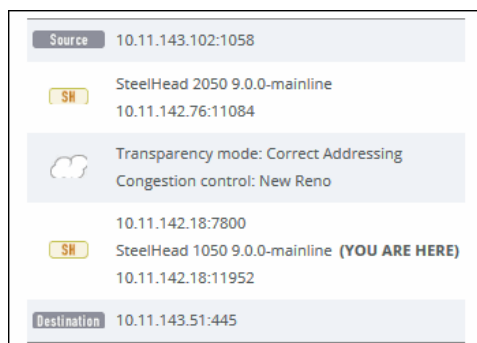 Source 10.11.143.102:1058
SteelHead 2050 9.0.0-mainline
SH
10.11.142.76:11084
Transparency mode: Correct Addressing
Congestion control: New Reno
10.11.142.18:7800
SH SteelHead 1050 9.0.0-mainline (YOU ARE HERE)
10.11.142.18:11952
Destination 10.11.143.51:445